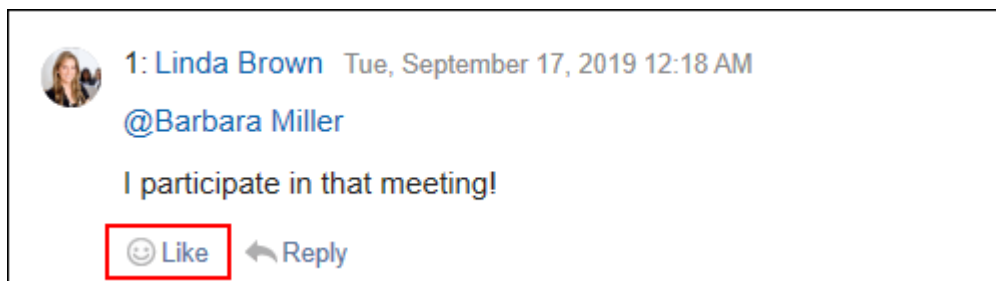 1: Linda Brown Tue, September 17, 2019 12:18 AM
@Barbara Miller
I participate in that meeting!
Like Reply